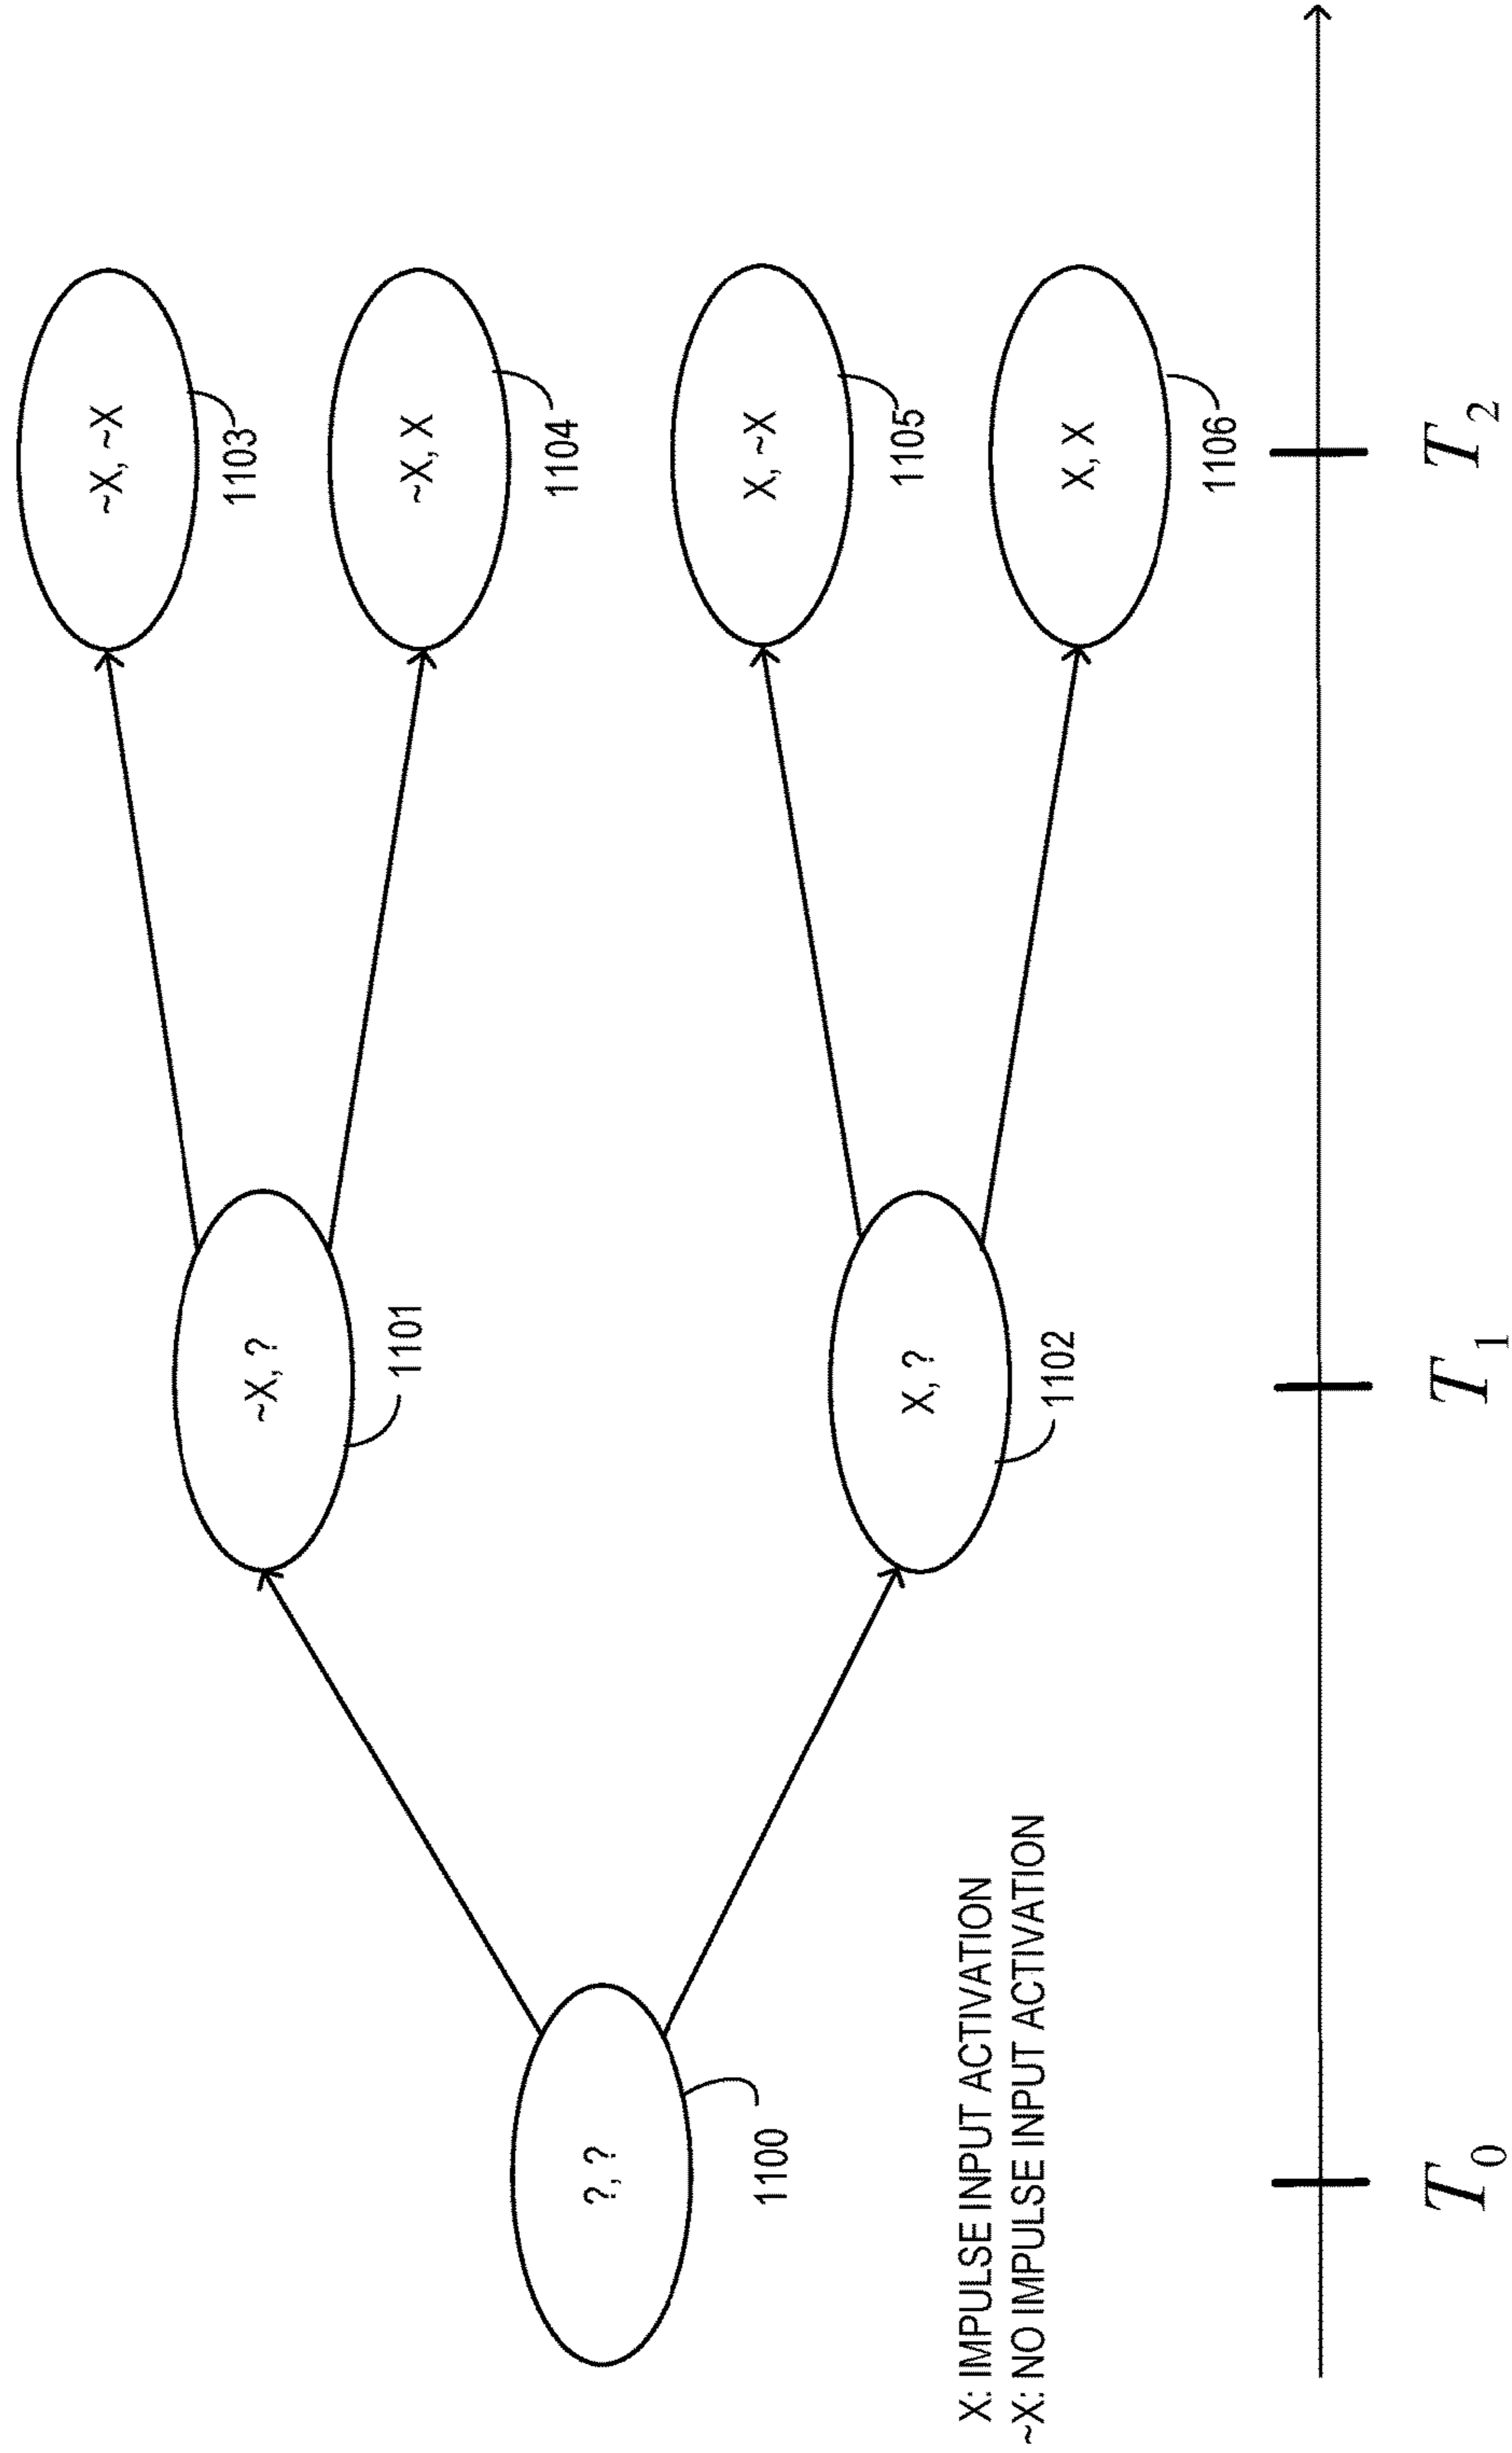 ~X, ~X
1103
~X, ?
1101
~X, X
1104
?, ?
1100
X, ~X
1105
X, ?
1102
X, X
1106
X: IMPULSE INPUT ACTIVATION
~X: NO IMPULSE INPUT ACTIVATION
T0
T1
T2